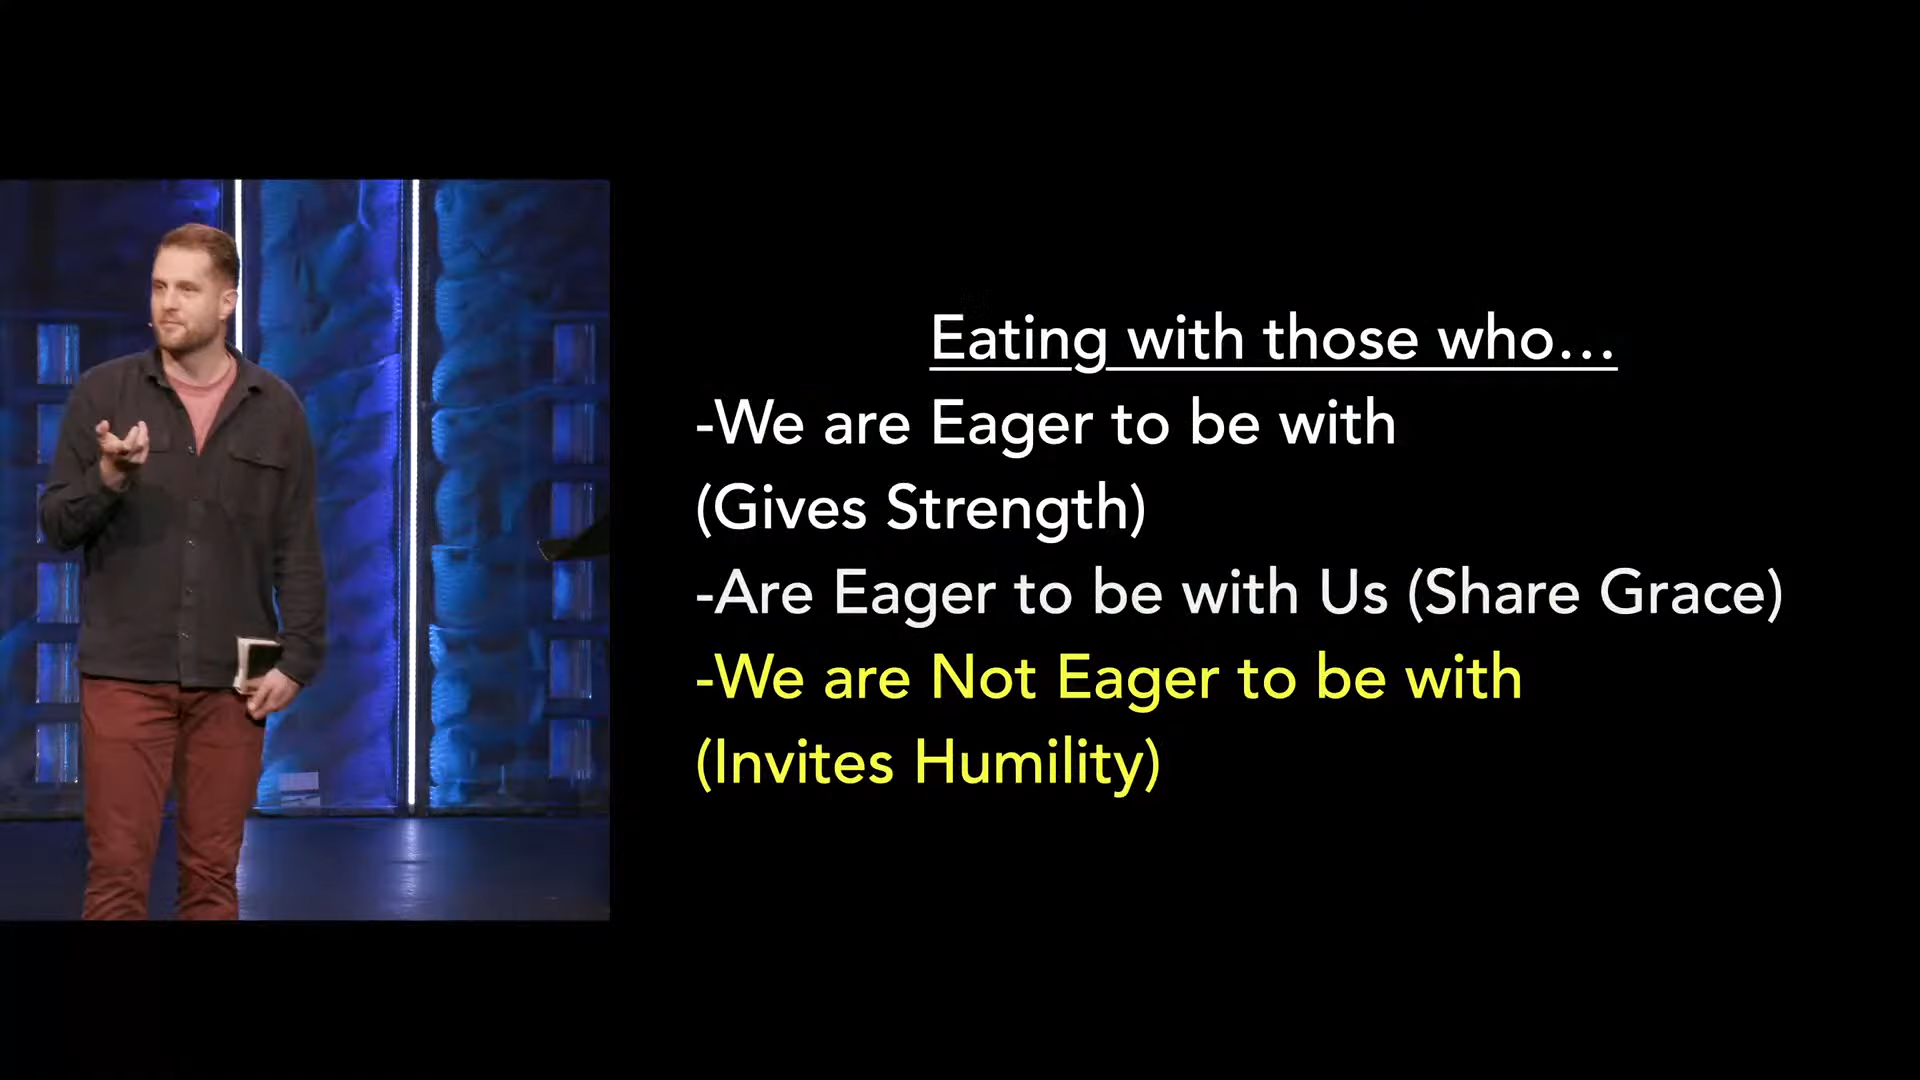 Eating with those who…
-We are Eager to be with
(Gives Strength)
-Are Eager to be with Us (Share Grace)
-We are Not Eager to be with
(Invites Humility)